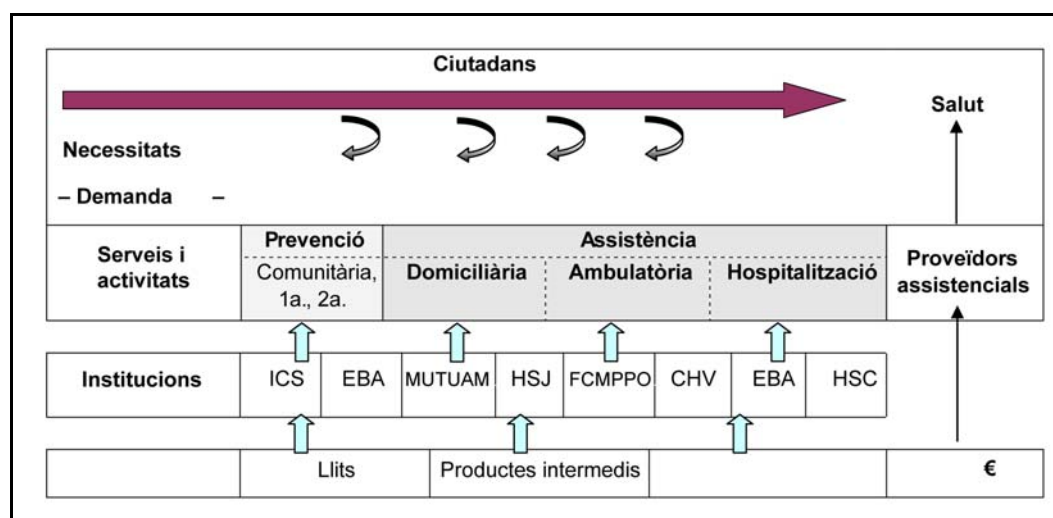 Ciutadans
Salut
Necessitats
– Demanda –
Serveis i
activitats
Prevenció
Comunitària,
1a., 2a.
Assistència
Domiciliària
Ambulatòria
Hospitalització
Proveïdors
assistencials
Institucions
ICS
EBA
MUTUAM
HSJ
FCMPPO
CHV
EBA
HSC
Llits
Productes intermedis
€